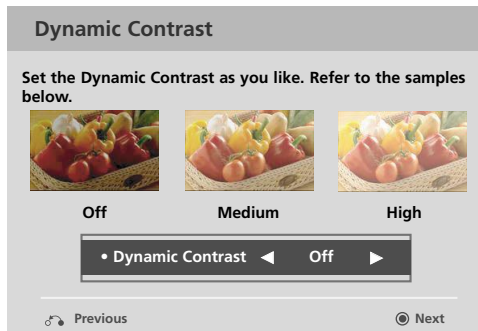 Dynamic Contrast
Set the Dynamic Contrast as you like. Refer to the samples
below.
Off
Medium
High
• Dynamic Contrast ◀ Off ▶
Previous
Next